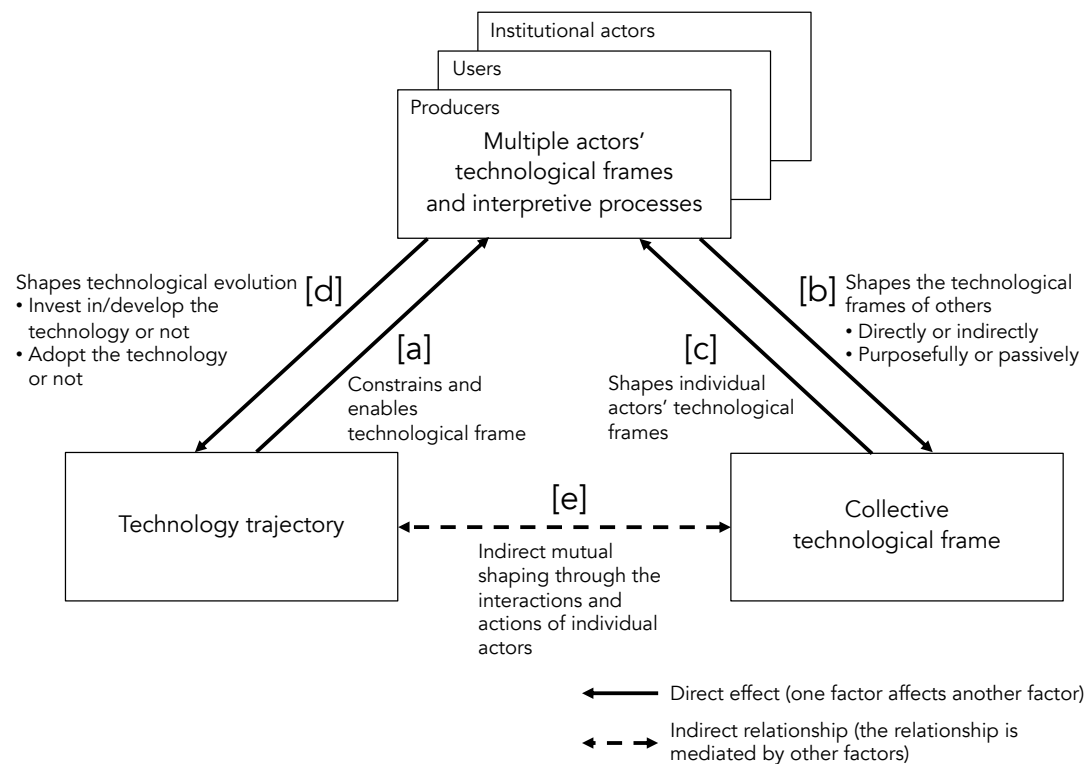 Institutional actors
Users
Producers
Multiple actors'
technological frames
and interpretive processes
Shapes technological evolution
• Invest in/develop the
technology or not
• Adopt the technology
or not
[d]
[a]
Constrains and
enables
technological frame
[c]
Shapes individual
actors' technological
frames
[b]
Shapes the technological
frames of others
• Directly or indirectly
• Purposefully or passively
Technology trajectory
[e]
Indirect mutual
shaping through the
interactions and
actions of individual
actors
Collective
technological frame
Direct effect (one factor affects another factor)
Indirect relationship (the relationship is
mediated by other factors)